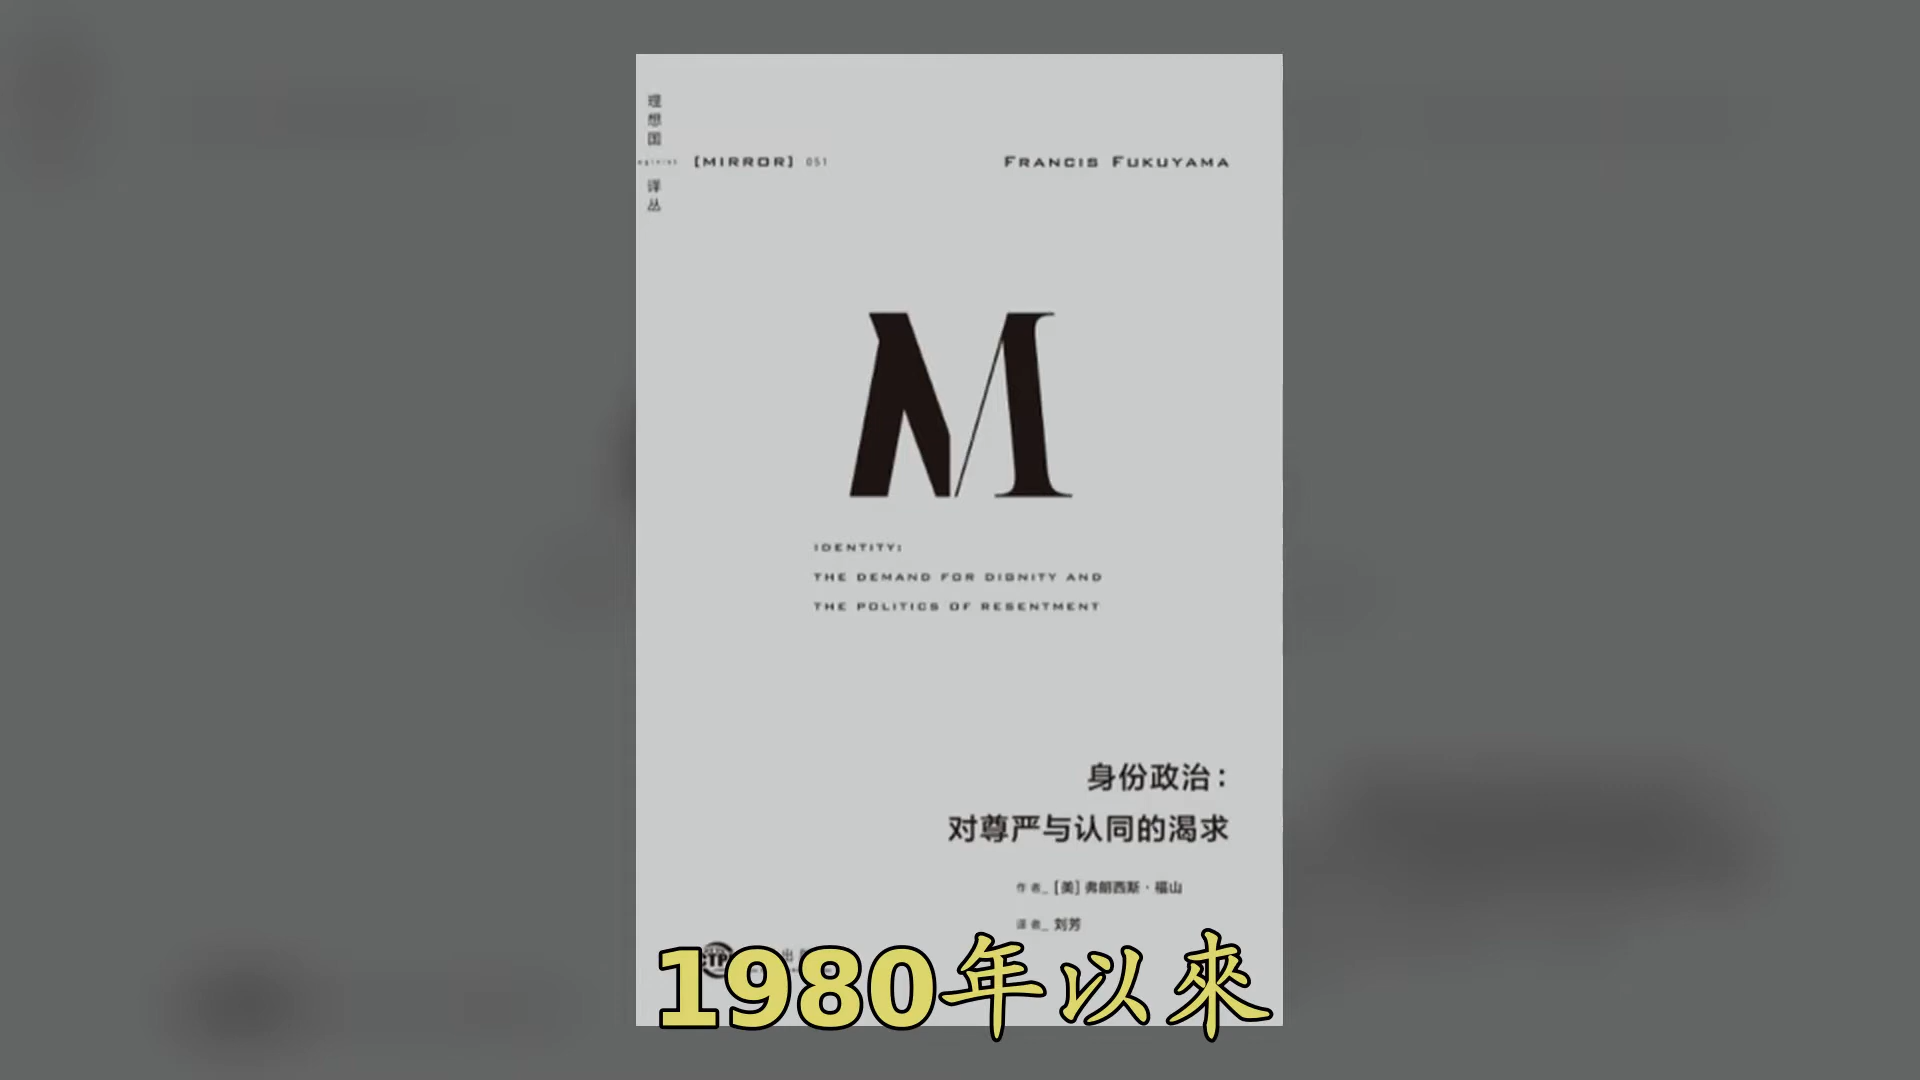 理想国
译丛
[MIRROR] 051
FRANCIS FUKUYAMA
M
IDENTITY:
THE DEMAND FOR DIGNITY AND
THE POLITICS OF RESENTMENT
身份政治：
对尊严与认同的渴求
作者_ [美] 弗朗西斯·福山
译者_ 刘芳
1980年以來